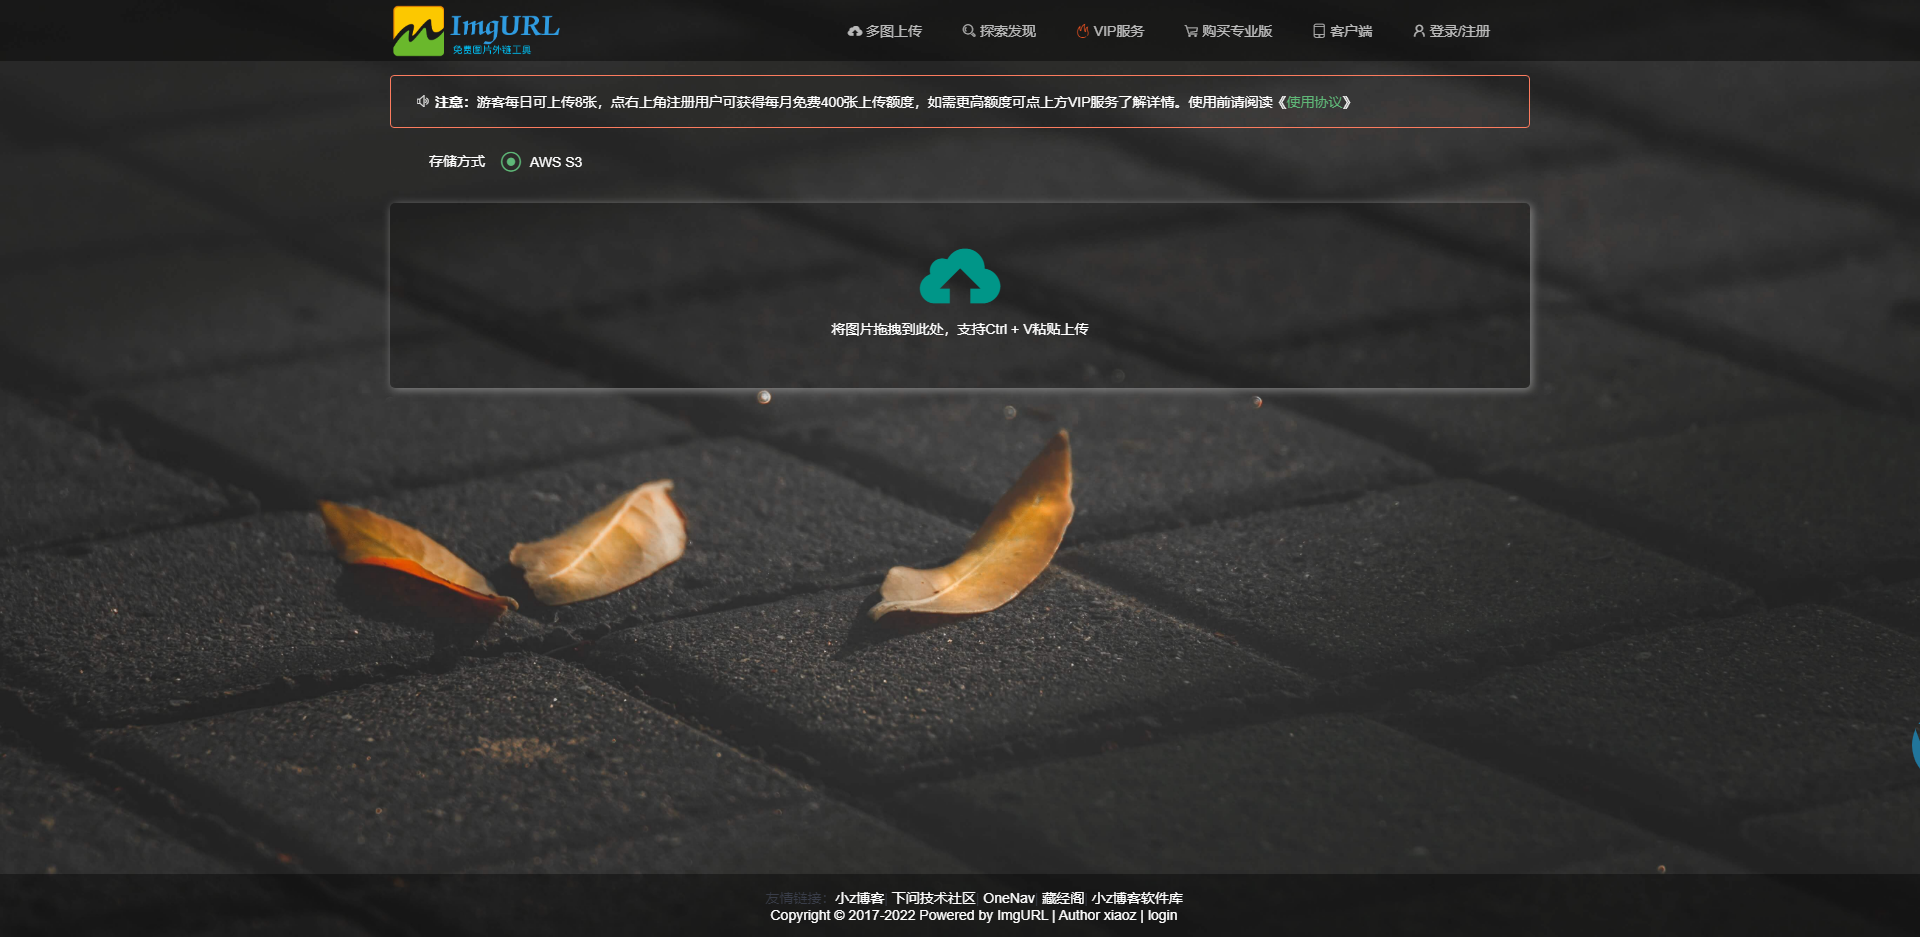 ImgURL
免费图片外链工具
多图上传 探索发现 VIP服务 购买专业版 客户端 登录/注册
注意：游客每日可上传8张，点右上角注册用户可获得每月免费400张上传额度，如需更高额度可点上方VIP服务了解详情。使用前请阅读《使用协议》
存储方式 AWS S3
将图片拖拽到此处，支持Ctrl + V粘贴上传
友情链接：小z博客| 下问技术社区| OneNav| 藏经阁| 小z博客软件库
Copyright © 2017-2022 Powered by ImgURL | Author xiaoz | login